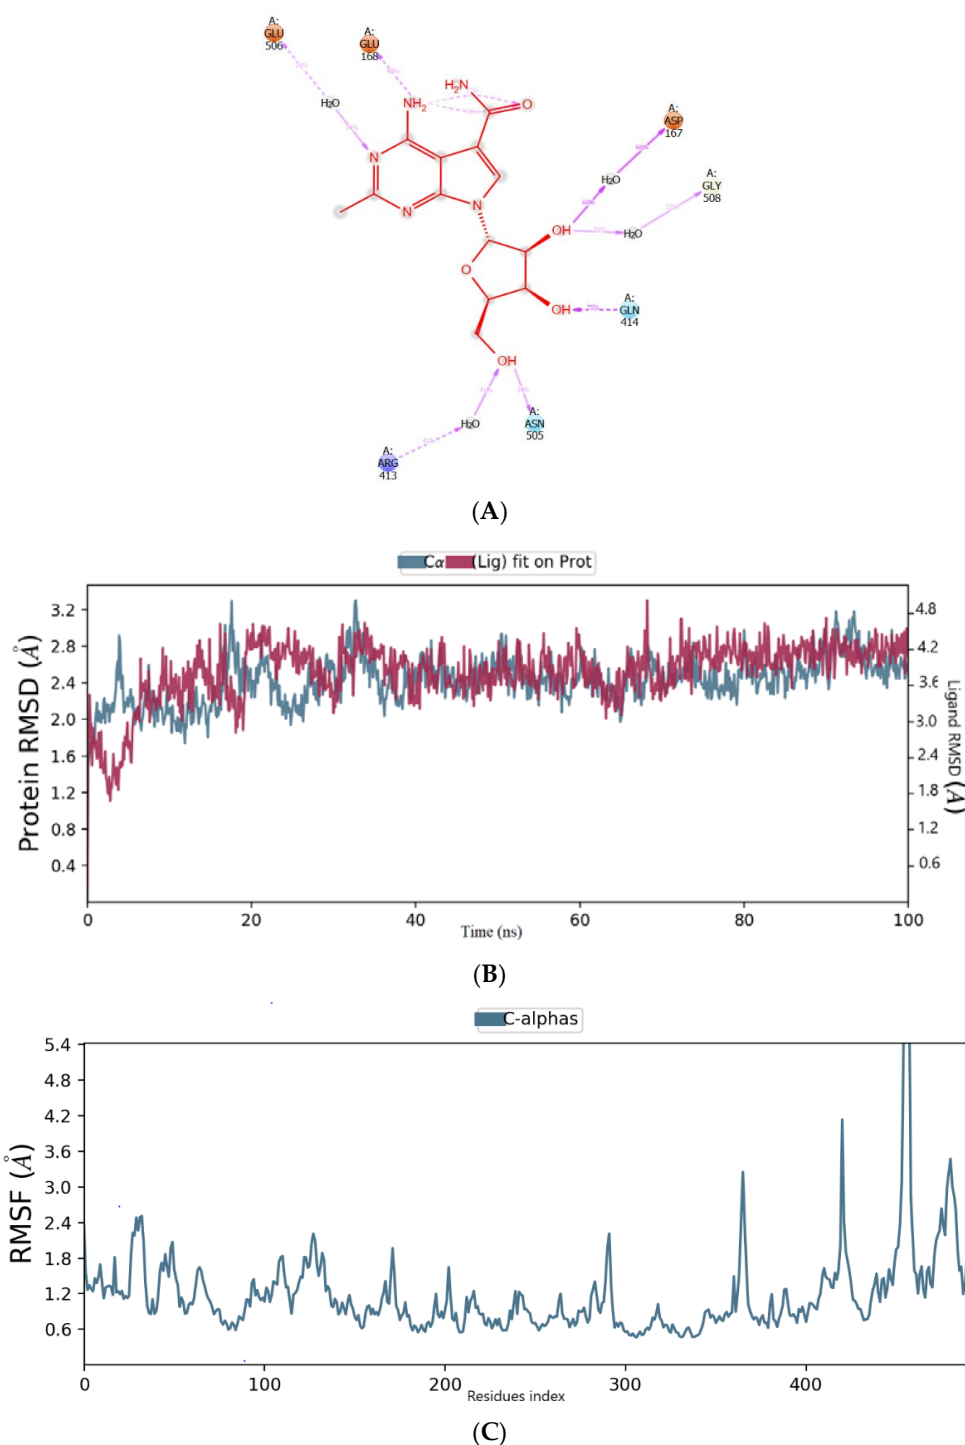 A:
GLU
506
A:
GLU
168
H₂N
NH₂
O
H₂O
A:
ASP
167
N
H₂O
A:
GLY
508
N
N
OH
H₂O
O
OH
A:
GLN
414
OH
H₂O
A:
ASN
505
A:
ARG
413
(A)
Cα (Lig) fit on Prot
3.2
2.8
2.4
2.0
1.6
1.2
0.8
0.4
Protein RMSD (Å)
4.8
4.2
3.6
3.0
2.4
1.8
1.2
0.6
Ligand RMSD (Å)
0 20 40 60 80 100
Time (ns)
(B)
C-alphas
5.4
4.8
4.2
3.6
3.0
2.4
1.8
1.2
0.6
RMSF (Å)
0 100 200 300 400
Residues index
(C)